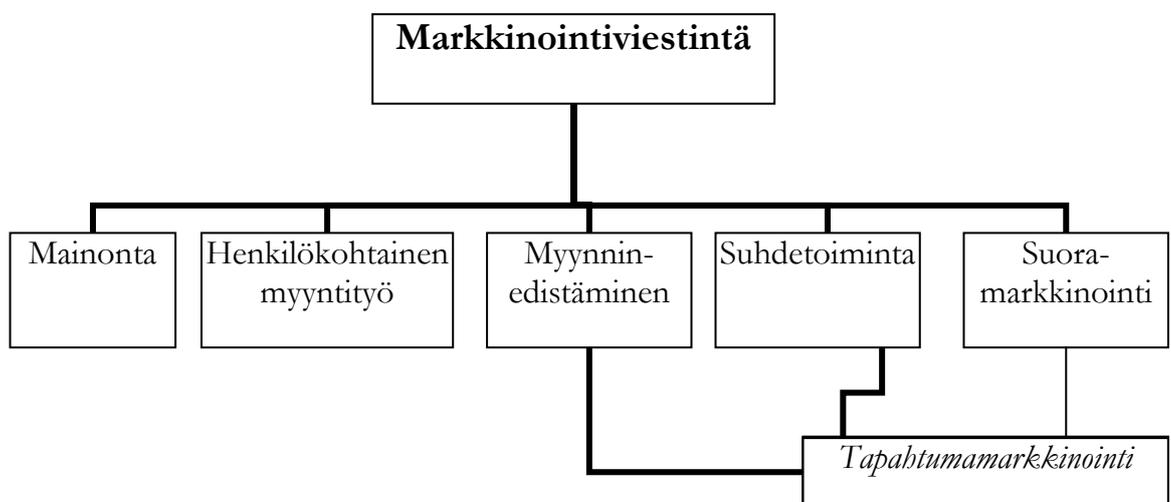 Markkinointiviestintä
Mainonta
Henkilökohtainen
myyntityö
Myynnin-
edistäminen
Suhdetoiminta
Suora-
markkinointi
Tapahtumamarkkinointi